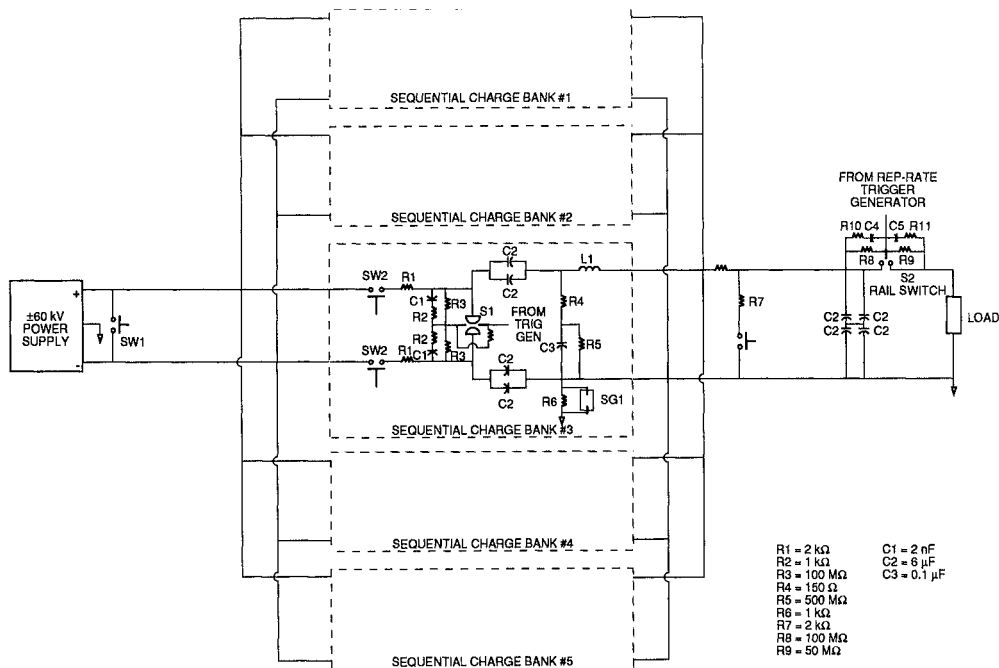 SEQUENTIAL CHARGE BANK #1
SEQUENTIAL CHARGE BANK #2
FROM REP-RATE
TRIGGER
GENERATOR
R10 C4 C5 R11
R8 R9
S2
RAIL SWITCH
C2 C2
C2 C2
LOAD
±60 kV
POWER
SUPPLY
+
-
SW1
SW2
R1
C1
R2
R3
S1
FROM
TRIG
GEN
C2
C2
L1
R4
C3
R5
R7
SW2
R1
R2
C1
R3
C2
C2
R6
SG1
SEQUENTIAL CHARGE BANK #3
SEQUENTIAL CHARGE BANK #4
SEQUENTIAL CHARGE BANK #5
R1 = 2 kΩ C1 = 2 nF
R2 = 1 kΩ C2 = 6 µF
R3 = 100 MΩ C3 = 0.1 µF
R4 = 150 Ω
R5 = 500 MΩ
R6 = 1 kΩ
R7 = 2 kΩ
R8 = 100 MΩ
R9 = 50 MΩ